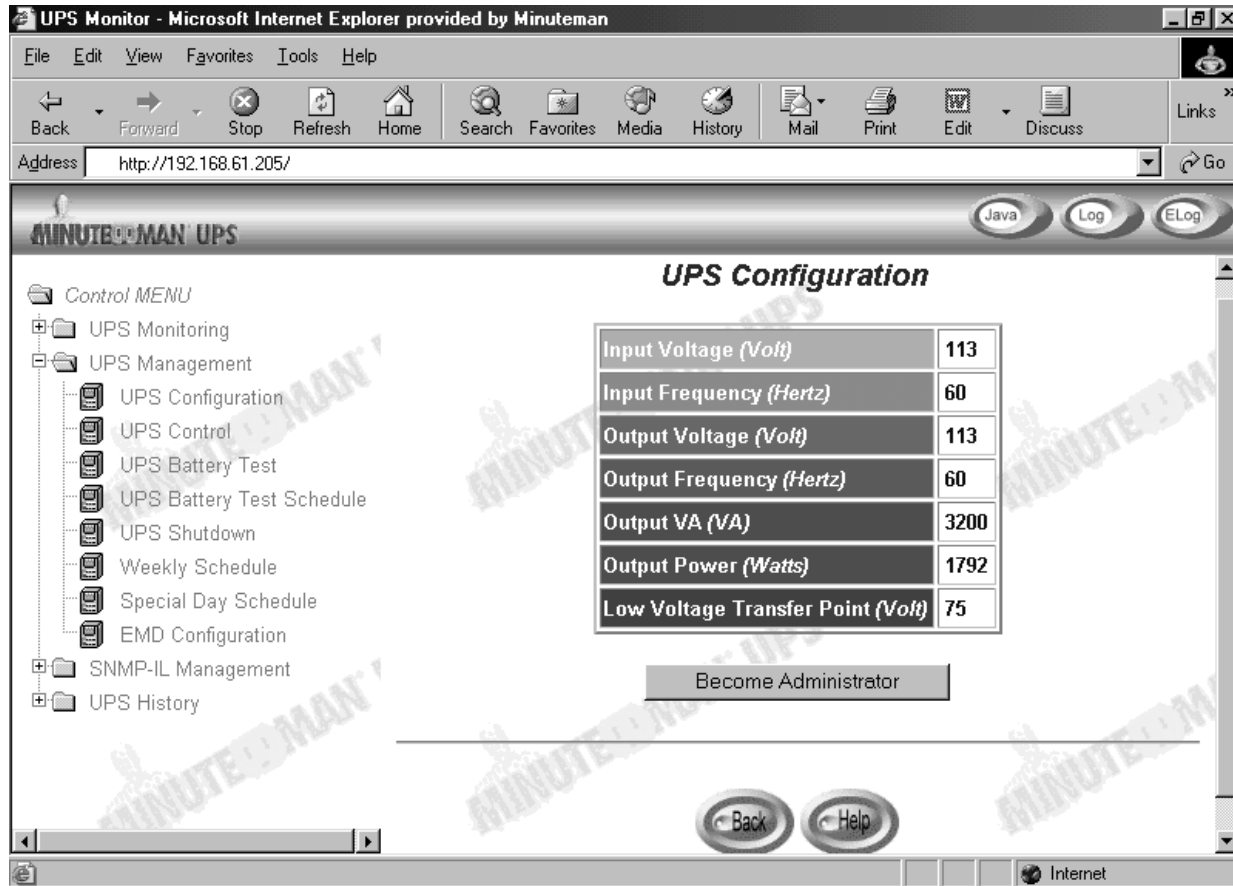 UPS Monitor - Microsoft Internet Explorer provided by Minuteman
File Edit View Favorites Tools Help
Back Forward Stop Refresh Home Search Favorites Media History Mail Print Edit Discuss Links »
Address http://192.168.61.205/ Go
MINUTEMAN UPS Java Log ELog
Control MENU
UPS Monitoring
UPS Management
UPS Configuration
UPS Control
UPS Battery Test
UPS Battery Test Schedule
UPS Shutdown
Weekly Schedule
Special Day Schedule
EMD Configuration
SNMP-IL Management
UPS History
UPS Configuration
Input Voltage (Volt) 113
Input Frequency (Hertz) 60
Output Voltage (Volt) 113
Output Frequency (Hertz) 60
Output VA (VA) 3200
Output Power (Watts) 1792
Low Voltage Transfer Point (Volt) 75
Become Administrator
Back Help
Internet